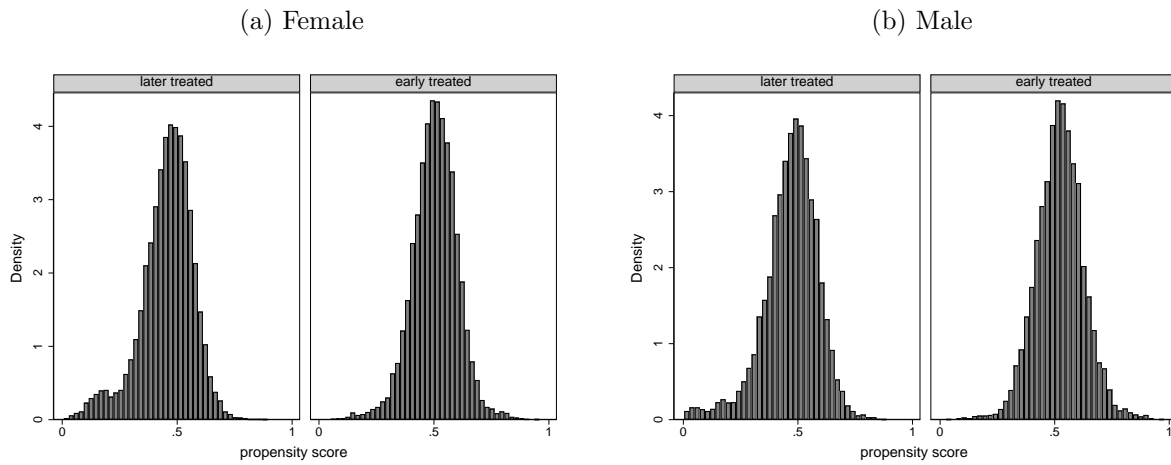 (a) Female
(b) Male
later treated
early treated
later treated
early treated
Density
0 1 2 3 4
0 .5 1
0 .5 1
propensity score
Density
0 1 2 3 4
0 .5 1
0 .5 1
propensity score